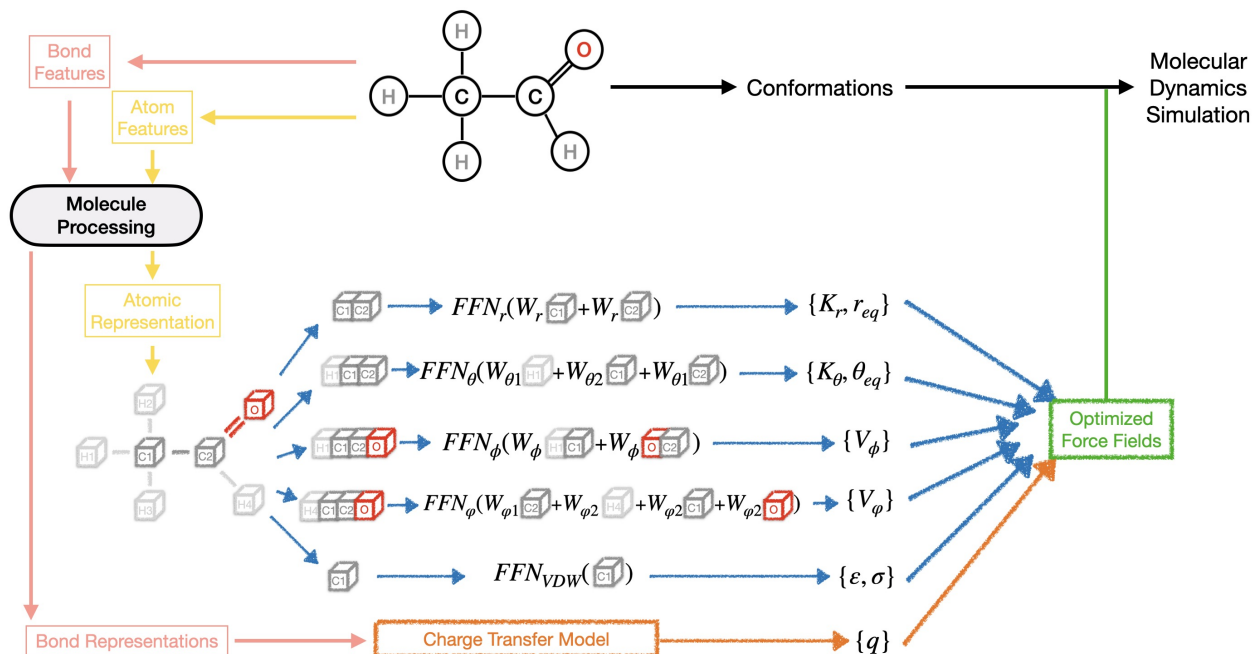 Bond
Features
Atom
Features
H
H
C
C
O
H
H
Conformations
Molecular
Dynamics
Simulation
Molecule
Processing
Atomic
Representation
H2
H1
C1
C2
O
H3
H4
C1 C2
FFN_r(W_r C1 + W_r C2)
{K_r, r_eq}
H1 C1 C2
FFN_θ(W_θ1 H1 + W_θ2 C1 + W_θ1 C2)
{K_θ, θ_eq}
H1 C1 C2 O
FFN_ϕ(W_ϕ H1 C1 + W_ϕ O C2)
{V_ϕ}
H4 C1 C2 O
FFN_φ(W_φ1 C2 + W_φ2 H4 + W_φ2 C1 + W_φ2 O)
{V_φ}
C1
FFN_VDW(C1)
{ε, σ}
Optimized
Force Fields
Bond Representations
Charge Transfer Model
{q}